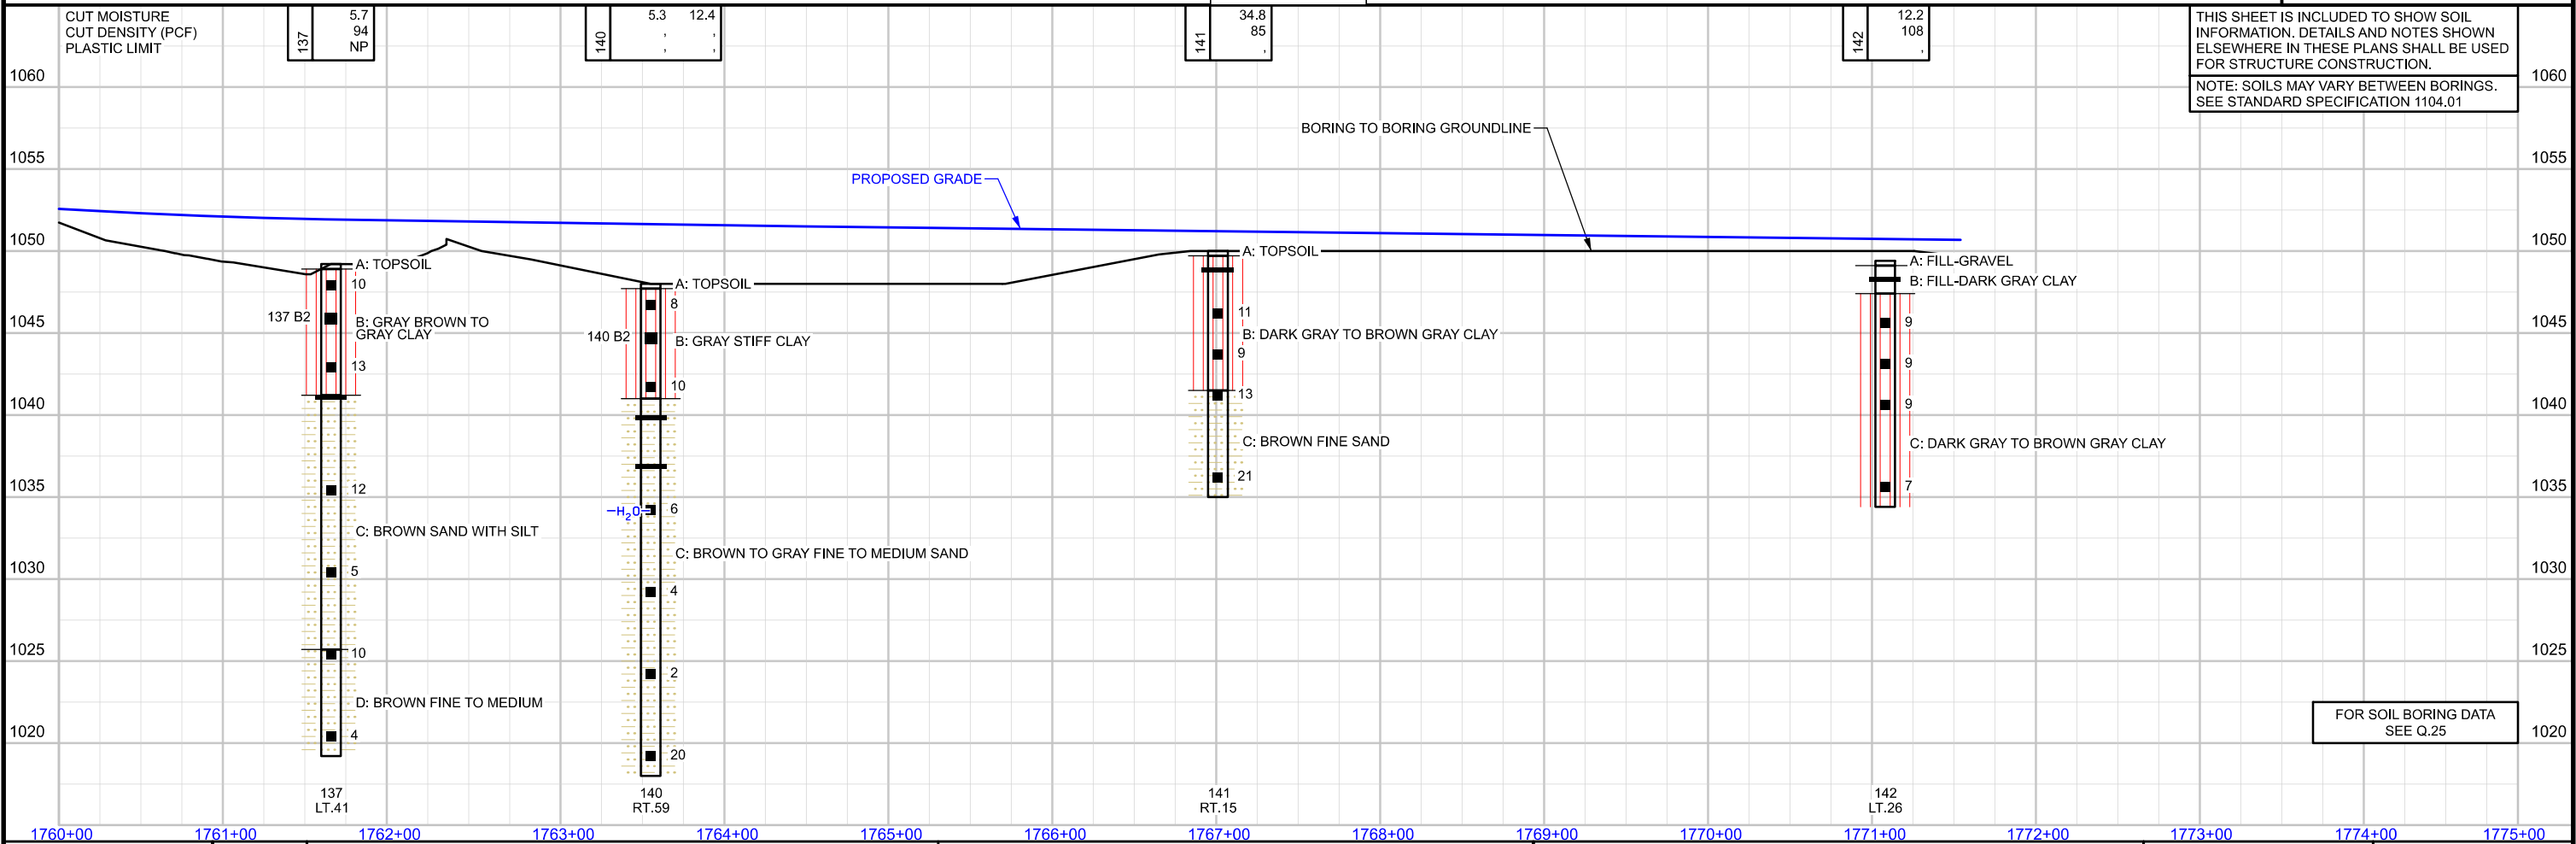 CUT MOISTURE
CUT DENSITY (PCF)
PLASTIC LIMIT
137
5.7
94
NP
140
5.3 12.4
, ,
, ,
141
34.8
85
,
142
12.2
108
,
THIS SHEET IS INCLUDED TO SHOW SOIL
INFORMATION. DETAILS AND NOTES SHOWN
ELSEWHERE IN THESE PLANS SHALL BE USED
FOR STRUCTURE CONSTRUCTION.
NOTE: SOILS MAY VARY BETWEEN BORINGS.
SEE STANDARD SPECIFICATION 1104.01
1060
1055
1050
1045
1040
1035
1030
1025
1020
1060
1055
1050
1045
1040
1035
1030
1025
1020
BORING TO BORING GROUNDLINE
PROPOSED GRADE
A: TOPSOIL
10
137 B2
B: GRAY BROWN TO
GRAY CLAY
13
12
C: BROWN SAND WITH SILT
5
10
D: BROWN FINE TO MEDIUM
4
137
LT.41
A: TOPSOIL
8
140 B2
B: GRAY STIFF CLAY
10
H2O
6
C: BROWN TO GRAY FINE TO MEDIUM SAND
4
2
20
140
RT.59
A: TOPSOIL
11
B: DARK GRAY TO BROWN GRAY CLAY
9
13
C: BROWN FINE SAND
21
141
RT.15
A: FILL-GRAVEL
B: FILL-DARK GRAY CLAY
9
9
9
C: DARK GRAY TO BROWN GRAY CLAY
7
142
LT.26
FOR SOIL BORING DATA
SEE Q.25
1760+00 1761+00 1762+00 1763+00 1764+00 1765+00 1766+00 1767+00 1768+00 1769+00 1770+00 1771+00 1772+00 1773+00 1774+00 1775+00